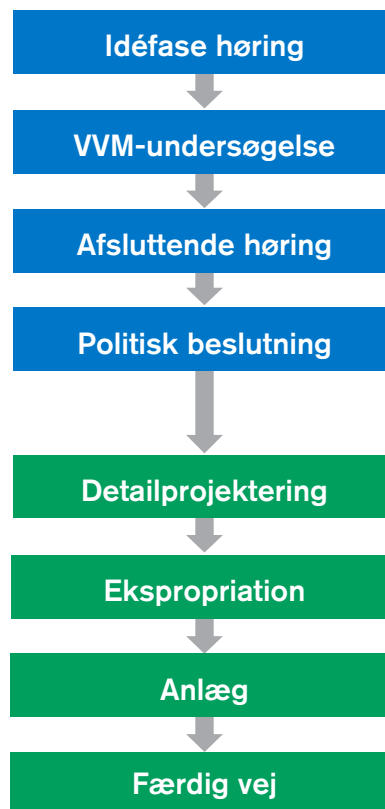 Idéfase høring
VVM-undersøgelse
Afsluttende høring
Politisk beslutning
Detailprojektering
Ekspropriation
Anlæg
Færdig vej